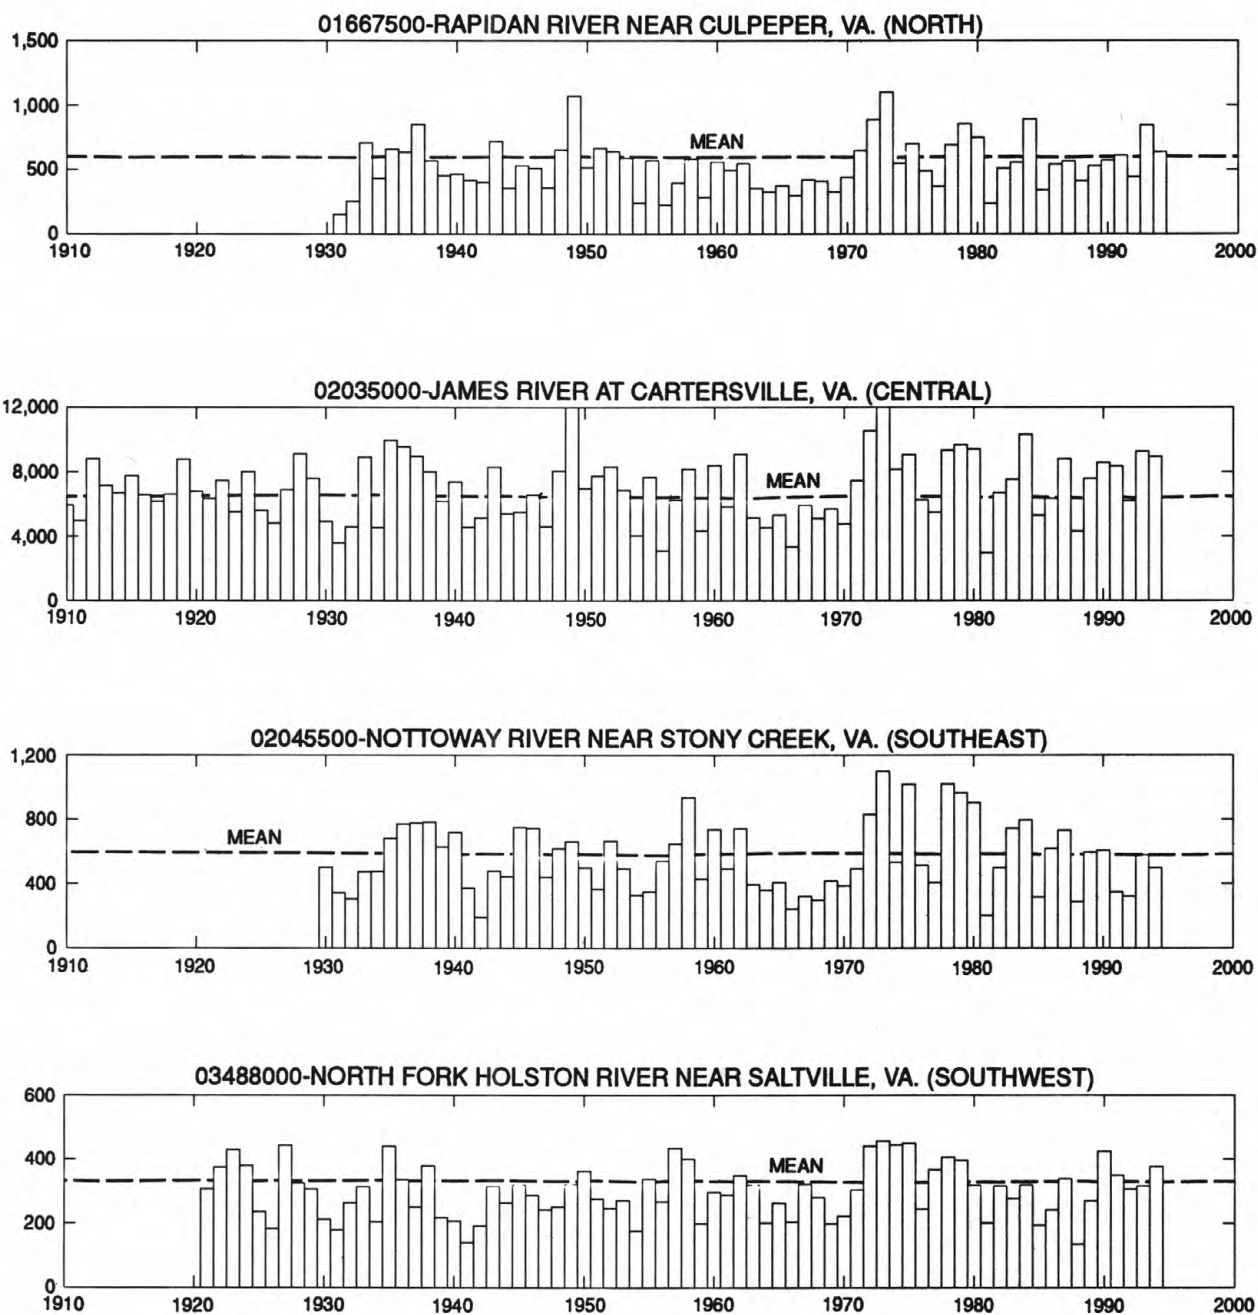 01667500-RAPIDAN RIVER NEAR CULPEPER, VA. (NORTH)
1,500
1,000
500
0
MEAN
1910 1920 1930 1940 1950 1960 1970 1980 1990 2000
02035000-JAMES RIVER AT CARTERSVILLE, VA. (CENTRAL)
12,000
8,000
4,000
0
MEAN
1910 1920 1930 1940 1950 1960 1970 1980 1990 2000
02045500-NOTTOWAY RIVER NEAR STONY CREEK, VA. (SOUTHEAST)
1,200
800
400
0
MEAN
1910 1920 1930 1940 1950 1960 1970 1980 1990 2000
03488000-NORTH FORK HOLSTON RIVER NEAR SALTVILLE, VA. (SOUTHWEST)
600
400
200
0
MEAN
1910 1920 1930 1940 1950 1960 1970 1980 1990 2000